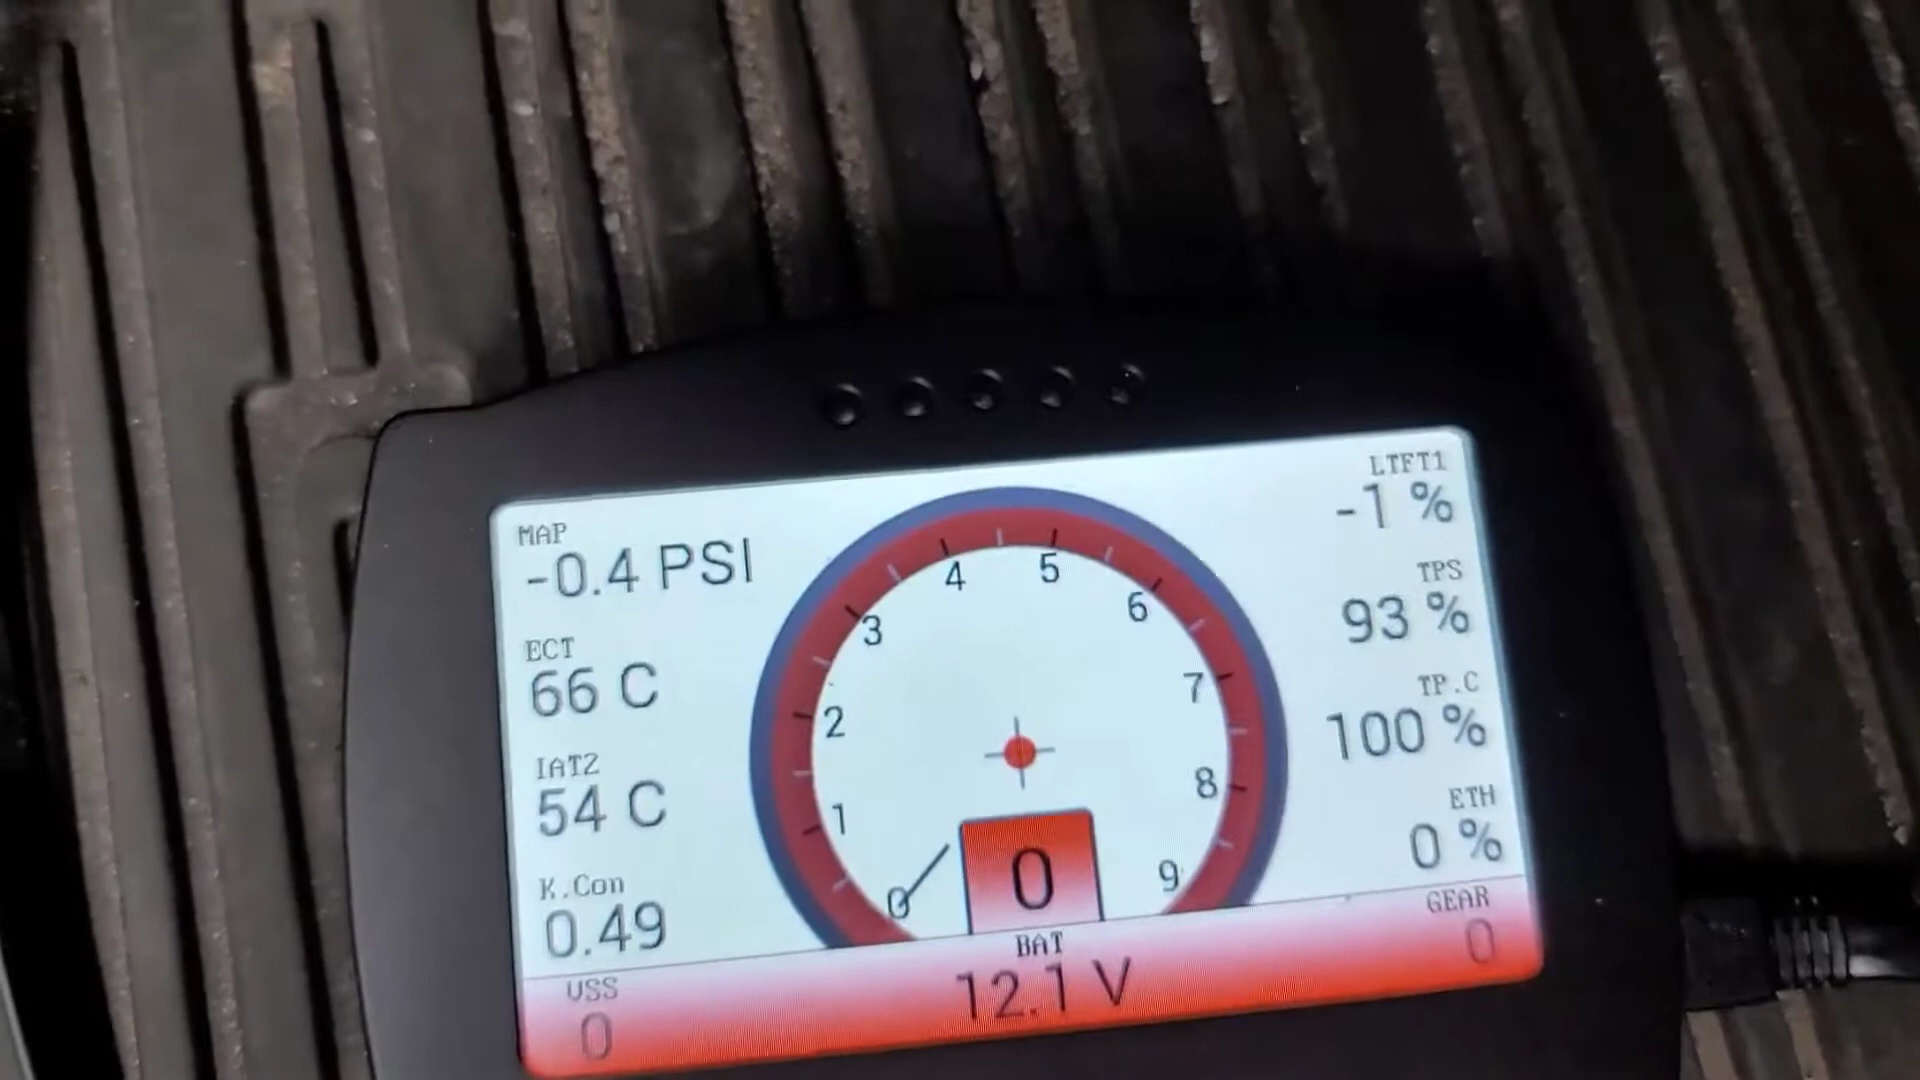 MAP
-0.4 PSI
ECT
66 C
IAT2
54 C
K.Con
0.49
VSS
0
0
1
2
3
4
5
6
7
8
9
0
BAT
12.1 V
LTFT1
-1 %
TPS
93 %
TP.C
100 %
ETH
0 %
GEAR
0